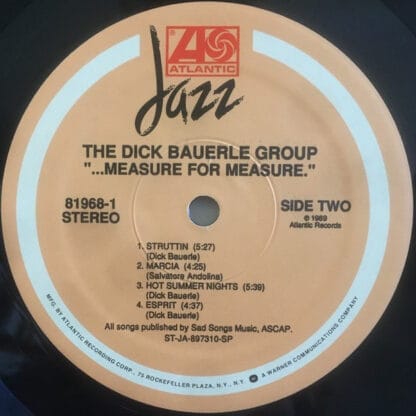 ATLANTIC
Jazz
THE DICK BAUERLE GROUP
"...MEASURE FOR MEASURE."
81968-1
STEREO
SIDE TWO
℗ 1989
Atlantic Records
1. STRUTTIN (5:27)
(Dick Bauerle)
2. MARCIA (4:25)
(Salvatore Andolina)
3. HOT SUMMER NIGHTS (5:39)
(Dick Bauerle)
4. ESPRIT (4:37)
(Dick Bauerle)
All songs published by Sad Songs Music, ASCAP.
ST-JA-897310-SP
MFG. BY ATLANTIC RECORDING CORP., 75 ROCKEFELLER PLAZA, N.Y., N.Y. A WARNER COMMUNICATIONS COMPANY